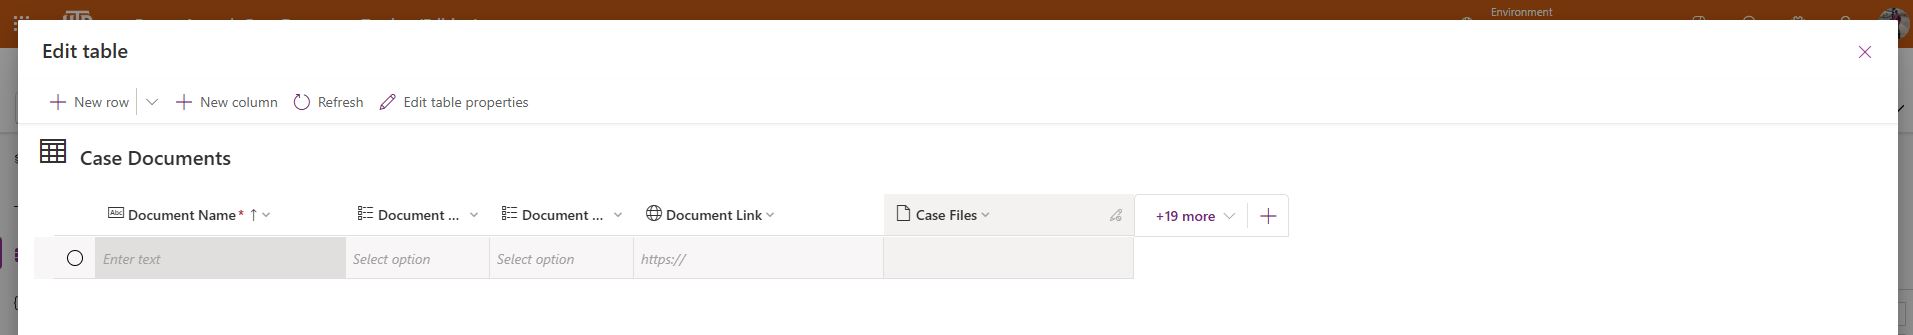 Environment
Edit table
New row New column Refresh Edit table properties
Case Documents
Abc Document Name* ↑ Document ... Document ... Document Link Case Files +19 more
Enter text Select option Select option https://